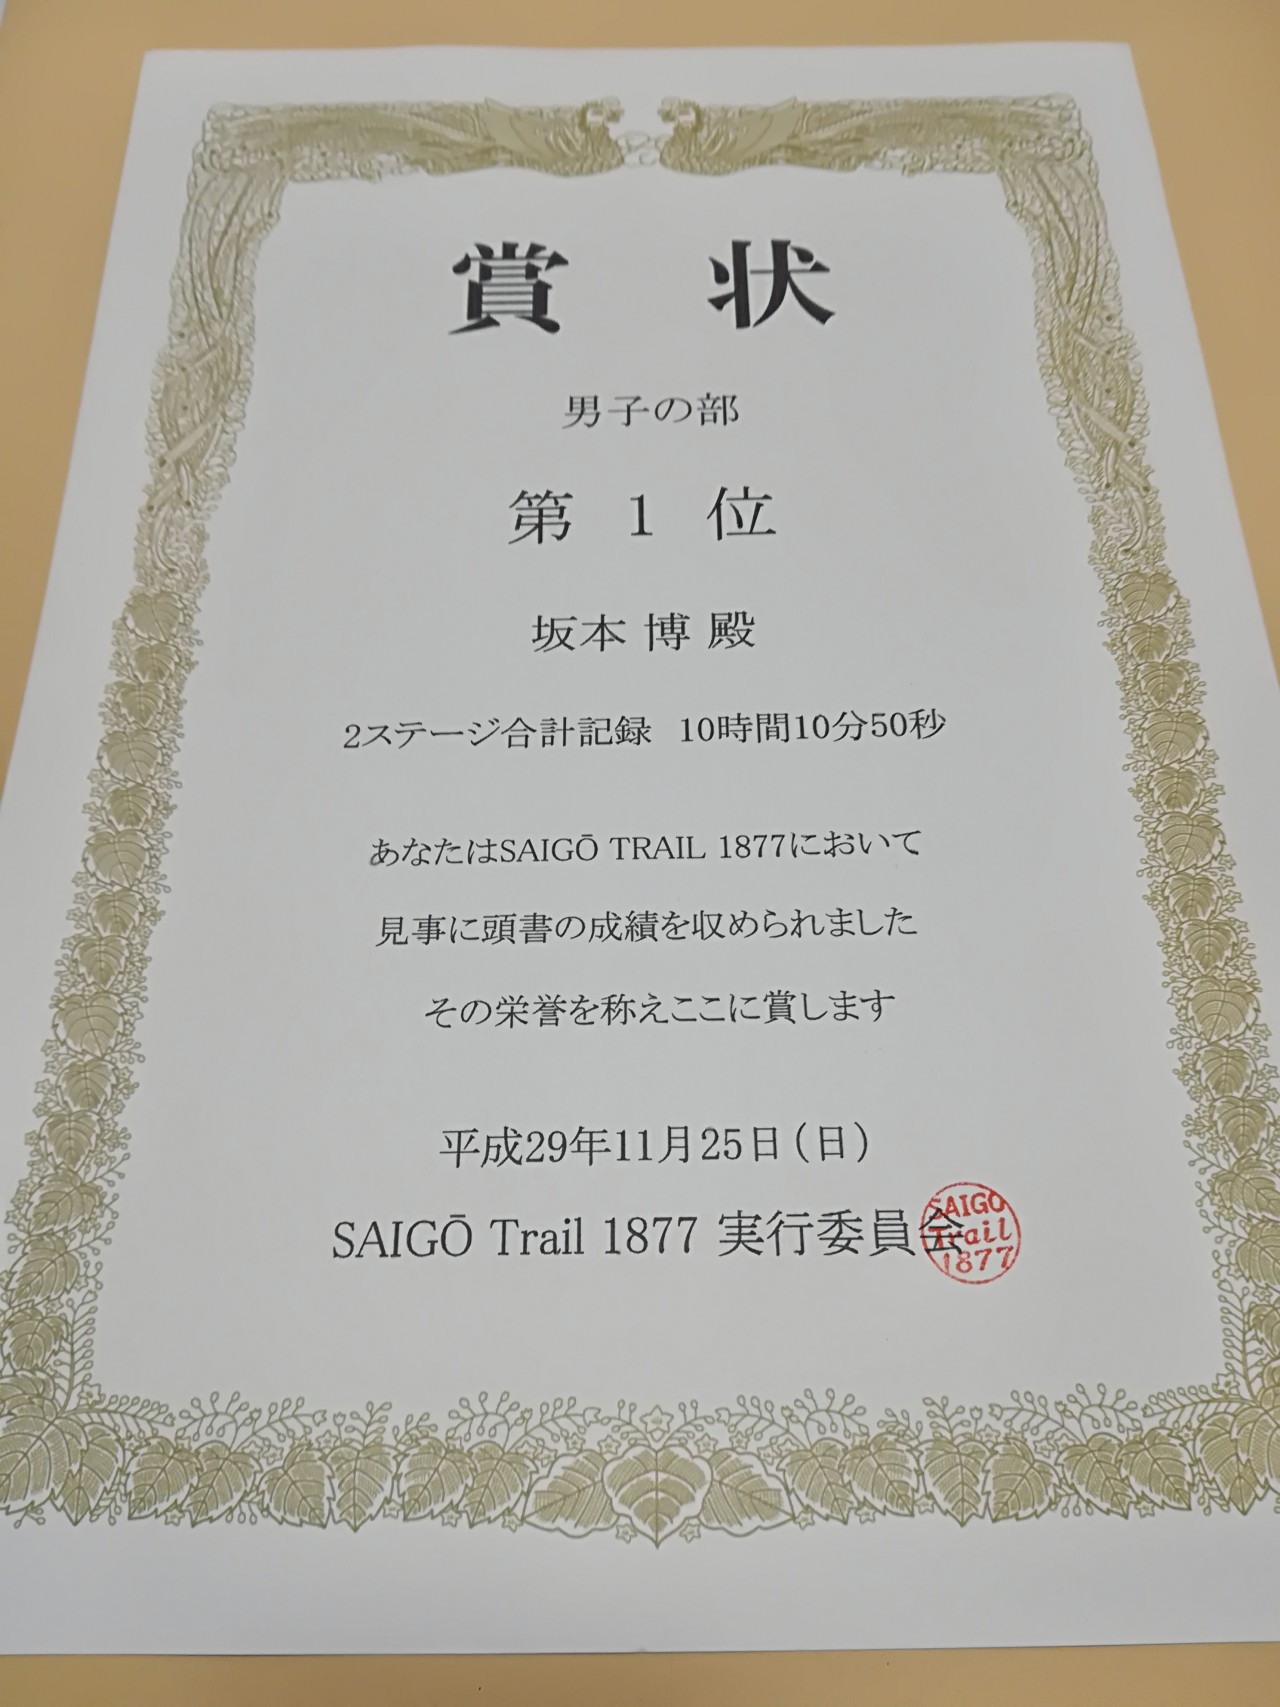 賞 状
男子の部
第 1 位
坂本 博 殿
2ステージ合計記録 10時間10分50秒
あなたはSAIGŌ TRAIL 1877において
見事に頭書の成績を収められました
その栄誉を称えここに賞します
平成29年11月25日(日)
SAIGŌ Trail 1877 実行委員会
SAIGO
Trail
1877